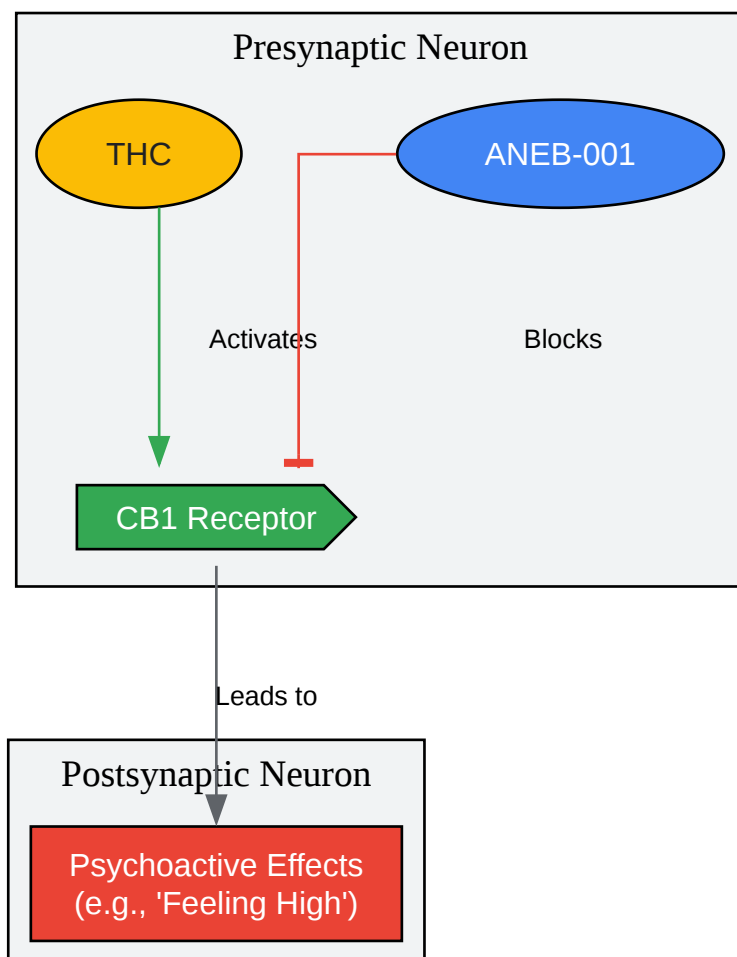 Presynaptic Neuron
THC
ANEB-001
Activates
Blocks
CB1 Receptor
Leads to
Postsynaptic Neuron
Psychoactive Effects
(e.g., 'Feeling High')